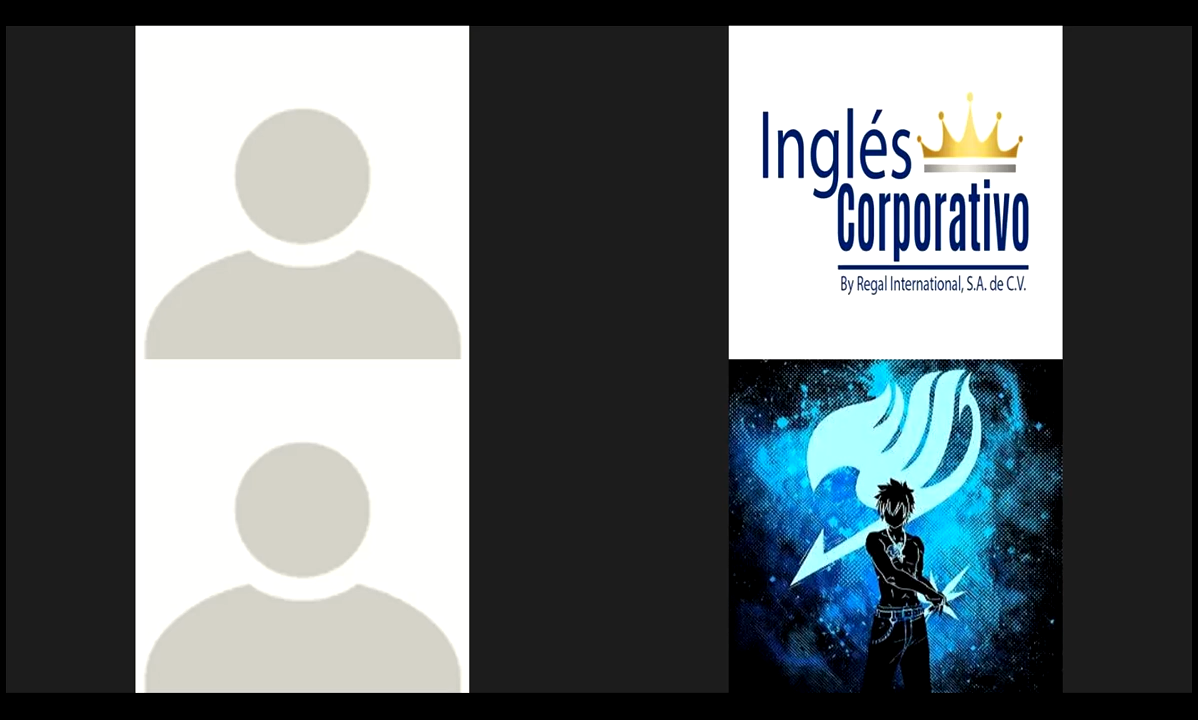 Inglés
Corporativo
By Regal International, S.A. de C.V.